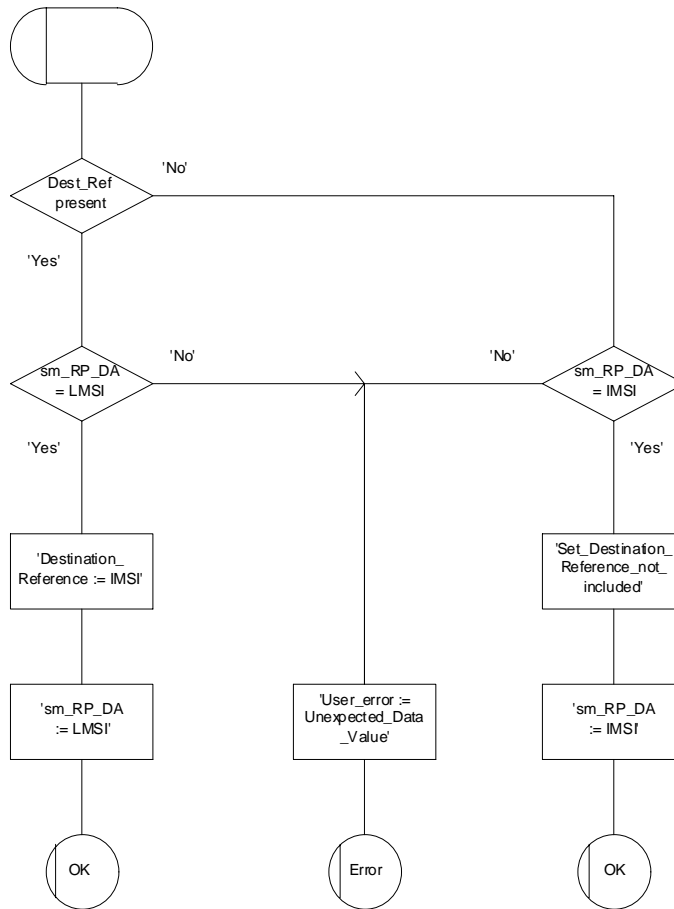 'No'
Dest_Ref
present
'Yes'
'No'
'No'
sm_RP_DA
= LMSI
sm_RP_DA
= IMSI
'Yes'
'Yes'
'Destination_
Reference := IMSI'
'Set_Destination_
Reference_not_
included'
'sm_RP_DA
:= LMSI'
'User_error :=
Unexpected_Data
_Value'
'sm_RP_DA
:= IMSI'
OK
Error
OK